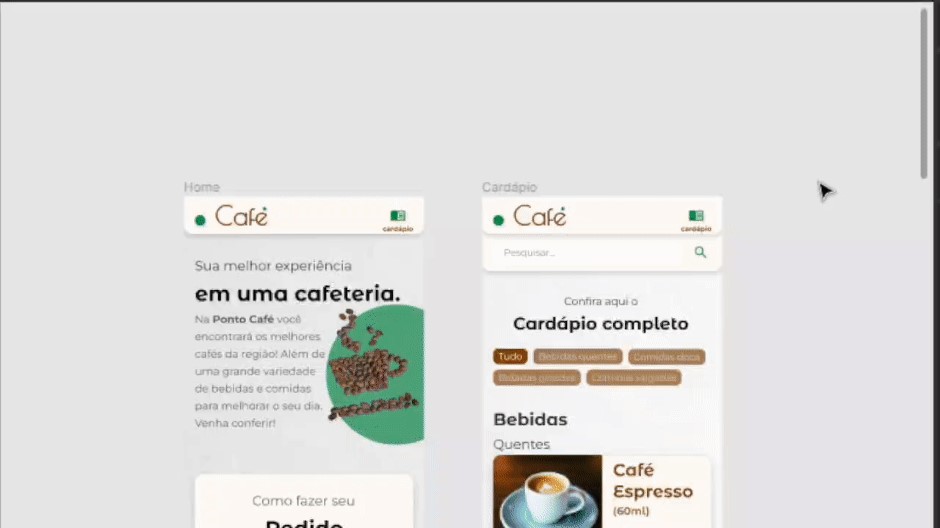 Home
Café
cardápio
Sua melhor experiência
em uma cafeteria.
Na Ponto Café você
encontrará os melhores
cafés da região! Além de
uma grande variedade
de bebidas e comidas
para melhorar o seu dia.
Venha conferir!
Como fazer seu
Pedido
Cardápio
Café
cardápio
Pesquisar...
Confira aqui o
Cardápio completo
Tudo Bebidas quentes Comidas doce
Bebidas geladas Comidas salgadas
Bebidas
Quentes
Café
Espresso
(60ml)